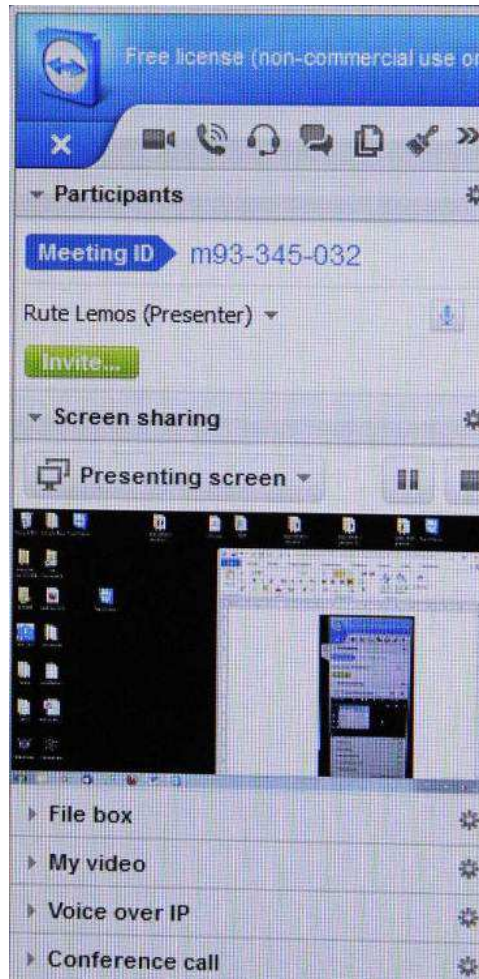 Free license (non-commercial use on
Participants
Meeting ID m93-345-032
Rute Lemos (Presenter)
Invite...
Screen sharing
Presenting screen
File box
My video
Voice over IP
Conference call